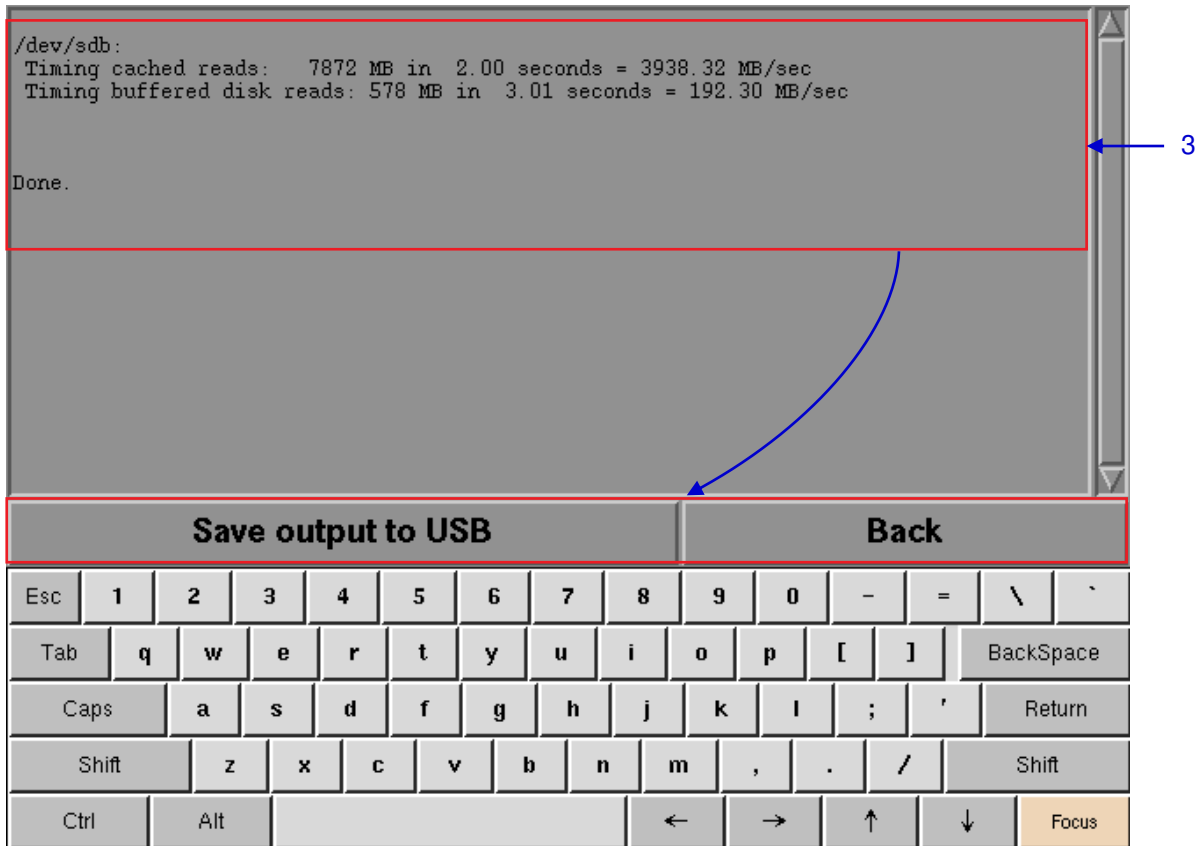 /dev/sdb:
Timing cached reads:   7872 MB in  2.00 seconds = 3938.32 MB/sec
Timing buffered disk reads: 578 MB in  3.01 seconds = 192.30 MB/sec
3
Done.
Save output to USB Back
Esc 1 2 3 4 5 6 7 8 9 0 - = \ `
Tab q w e r t y u i o p [ ] BackSpace
Caps a s d f g h j k l ; ' Return
Shift z x c v b n m , . / Shift
Ctrl Alt ← → ↑ ↓ Focus